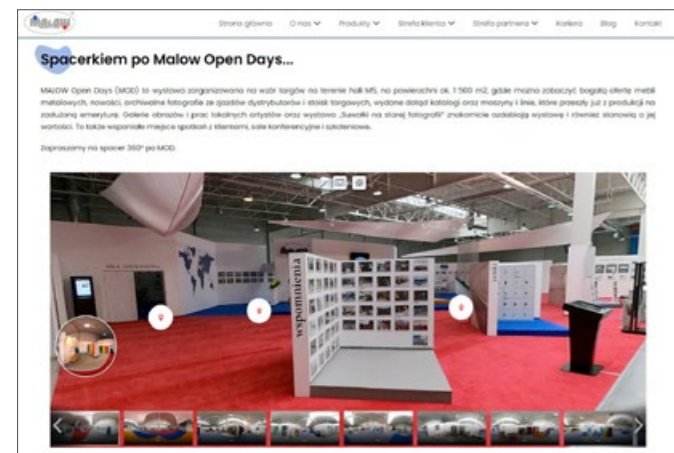 MALOW
Strona główna O nas Produkty Strefa klienta Strefa partnera Kariera Blog Kontakt
Spacerkiem po Malow Open Days...
MALOW Open Days (MOD) to wystawa zorganizowana na wzór targów na terenie hali M5, na powierzchni ok. 1 500 m2, gdzie można zobaczyć bogatą ofertę mebli
metalowych, nowości, archiwalne fotografie ze zjazdów dystrybutorów i stoisk targowych, wydane dotąd katalogi oraz maszyny i linie, które przeszły już z produkcji na
zasłużoną emeryturę. Galerie obrazów i prac lokalnych artystów oraz wystawa „Suwałki na starej fotografii" znakomicie ozdabiają wystawę i również stanowią o jej
wartości. To także wspaniałe miejsce spotkań z klientami, sale konferencyjne i szkoleniowe.
Zapraszamy na spacer 360° po MOD.
wspomnienia